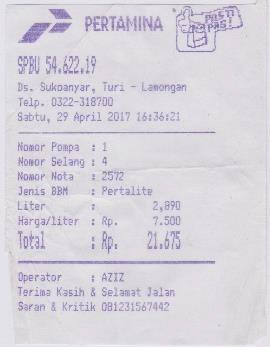 PERTAMINA
PASTI
PAS!
SPBU 54.622.19
Ds. Sukoanyar, Turi - Lamongan
Telp. 0322-318700
Sabtu, 29 April 2017 16:36:21
Nomor Pompa : 1
Nomor Selang : 4
Nomor Nota : 2572
Jenis BBM : Pertalite
Liter : 2,890
Harga/liter : Rp. 7.500
Total : Rp. 21.675
Operator : AZIZ
Terima Kasih & Selamat Jalan
Saran & Kritik 081231567442